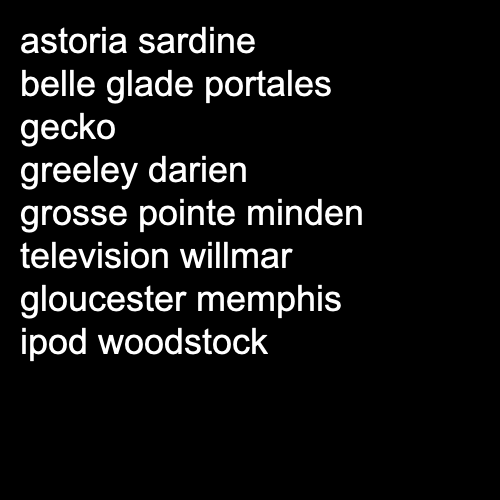 astoria sardine
belle glade portales
gecko
greeley darien
grosse pointe minden
television willmar
gloucester memphis
ipod woodstock